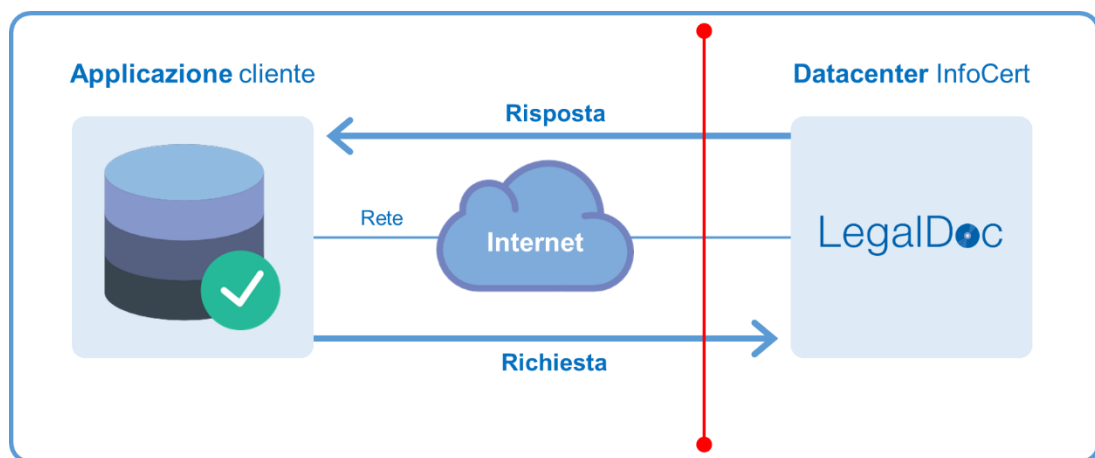 Applicazione cliente
Datacenter InfoCert
Risposta
Rete
Internet
LegalDoc
Richiesta